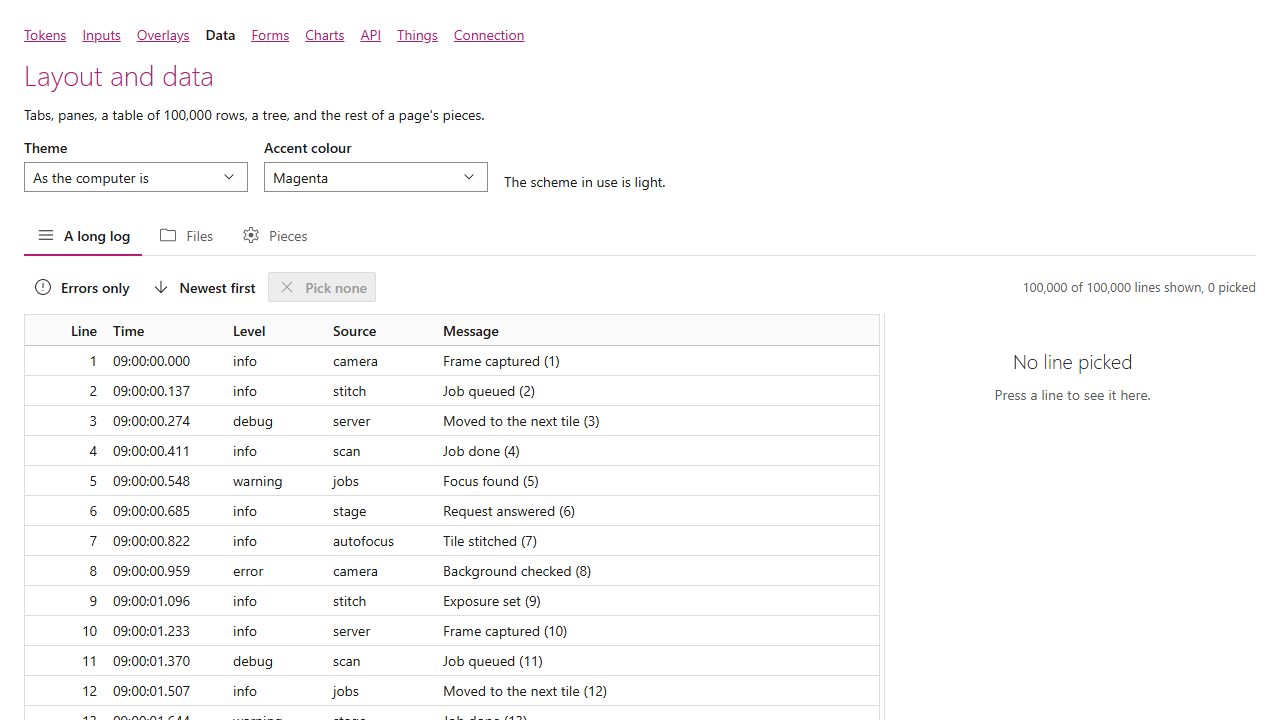 Tokens Inputs Overlays Data Forms Charts API Things Connection
Layout and data
Tabs, panes, a table of 100,000 rows, a tree, and the rest of a page's pieces.
Theme Accent colour
As the computer is Magenta The scheme in use is light.
A long log Files Pieces
Errors only Newest first Pick none 100,000 of 100,000 lines shown, 0 picked
Line Time Level Source Message
1 09:00:00.000 info camera Frame captured (1)
2 09:00:00.137 info stitch Job queued (2)
3 09:00:00.274 debug server Moved to the next tile (3)
4 09:00:00.411 info scan Job done (4)
5 09:00:00.548 warning jobs Focus found (5)
6 09:00:00.685 info stage Request answered (6)
7 09:00:00.822 info autofocus Tile stitched (7)
8 09:00:00.959 error camera Background checked (8)
9 09:00:01.096 info stitch Exposure set (9)
10 09:00:01.233 info server Frame captured (10)
11 09:00:01.370 debug scan Job queued (11)
12 09:00:01.507 info jobs Moved to the next tile (12)
13 09:00:01.644 warning stage Job done (13)
No line picked
Press a line to see it here.